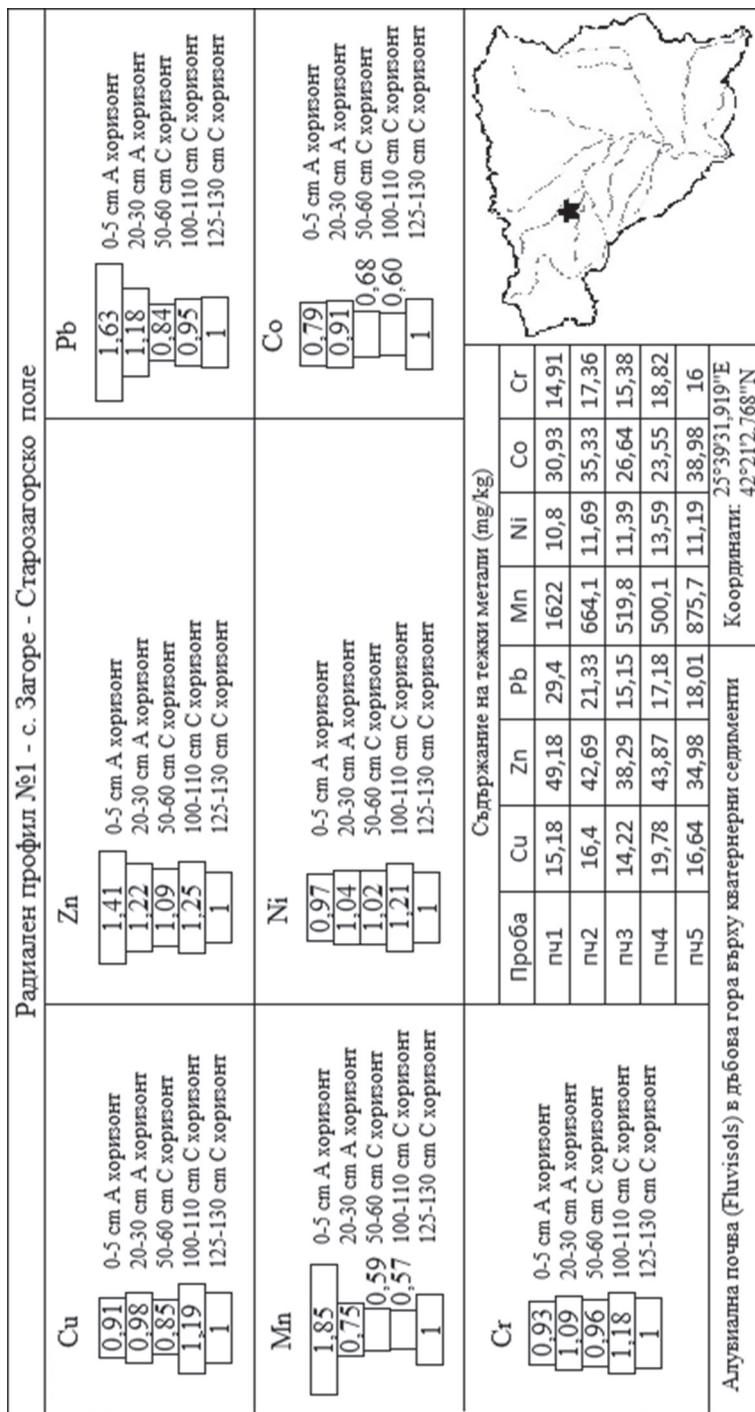 Радиален профил №1 - с. Загоре - Старозагорско поле
Cu
0,91 0-5 cm А хоризонт
0,98 20-30 cm А хоризонт
0,85 50-60 cm С хоризонт
1,19 100-110 cm С хоризонт
1 125-130 cm С хоризонт
Zn
1,41 0-5 cm А хоризонт
1,22 20-30 cm А хоризонт
1,09 50-60 cm С хоризонт
1,25 100-110 cm С хоризонт
1 125-130 cm С хоризонт
Pb
1,63 0-5 cm А хоризонт
1,18 20-30 cm А хоризонт
0,84 50-60 cm С хоризонт
0,95 100-110 cm С хоризонт
1 125-130 cm С хоризонт
Mn
1,85 0-5 cm А хоризонт
0,75 20-30 cm А хоризонт
0,59 50-60 cm С хоризонт
0,57 100-110 cm С хоризонт
1 125-130 cm С хоризонт
Ni
0,97 0-5 cm А хоризонт
1,04 20-30 cm А хоризонт
1,02 50-60 cm С хоризонт
1,21 100-110 cm С хоризонт
1 125-130 cm С хоризонт
Co
0,79 0-5 cm А хоризонт
0,91 20-30 cm А хоризонт
0,68 50-60 cm С хоризонт
0,60 100-110 cm С хоризонт
1 125-130 cm С хоризонт
Cr
0,93 0-5 cm А хоризонт
1,09 20-30 cm А хоризонт
0,96 50-60 cm С хоризонт
1,18 100-110 cm С хоризонт
1 125-130 cm С хоризонт
Съдържание на тежки метали (mg/kg)
Проба Cu Zn Pb Mn Ni Co Cr
пч1 15,18 49,18 29,4 1622 10,8 30,93 14,91
пч2 16,4 42,69 21,33 664,1 11,69 35,33 17,36
пч3 14,22 38,29 15,15 519,8 11,39 26,64 15,38
пч4 19,78 43,87 17,18 500,1 13,59 23,55 18,82
пч5 16,64 34,98 18,01 875,7 11,19 38,98 16
Алувиална почва (Fluvisols) в дъбова гора върху кватернерни седименти
Координати: 25°39'31,919"E
42°21'2,768"N